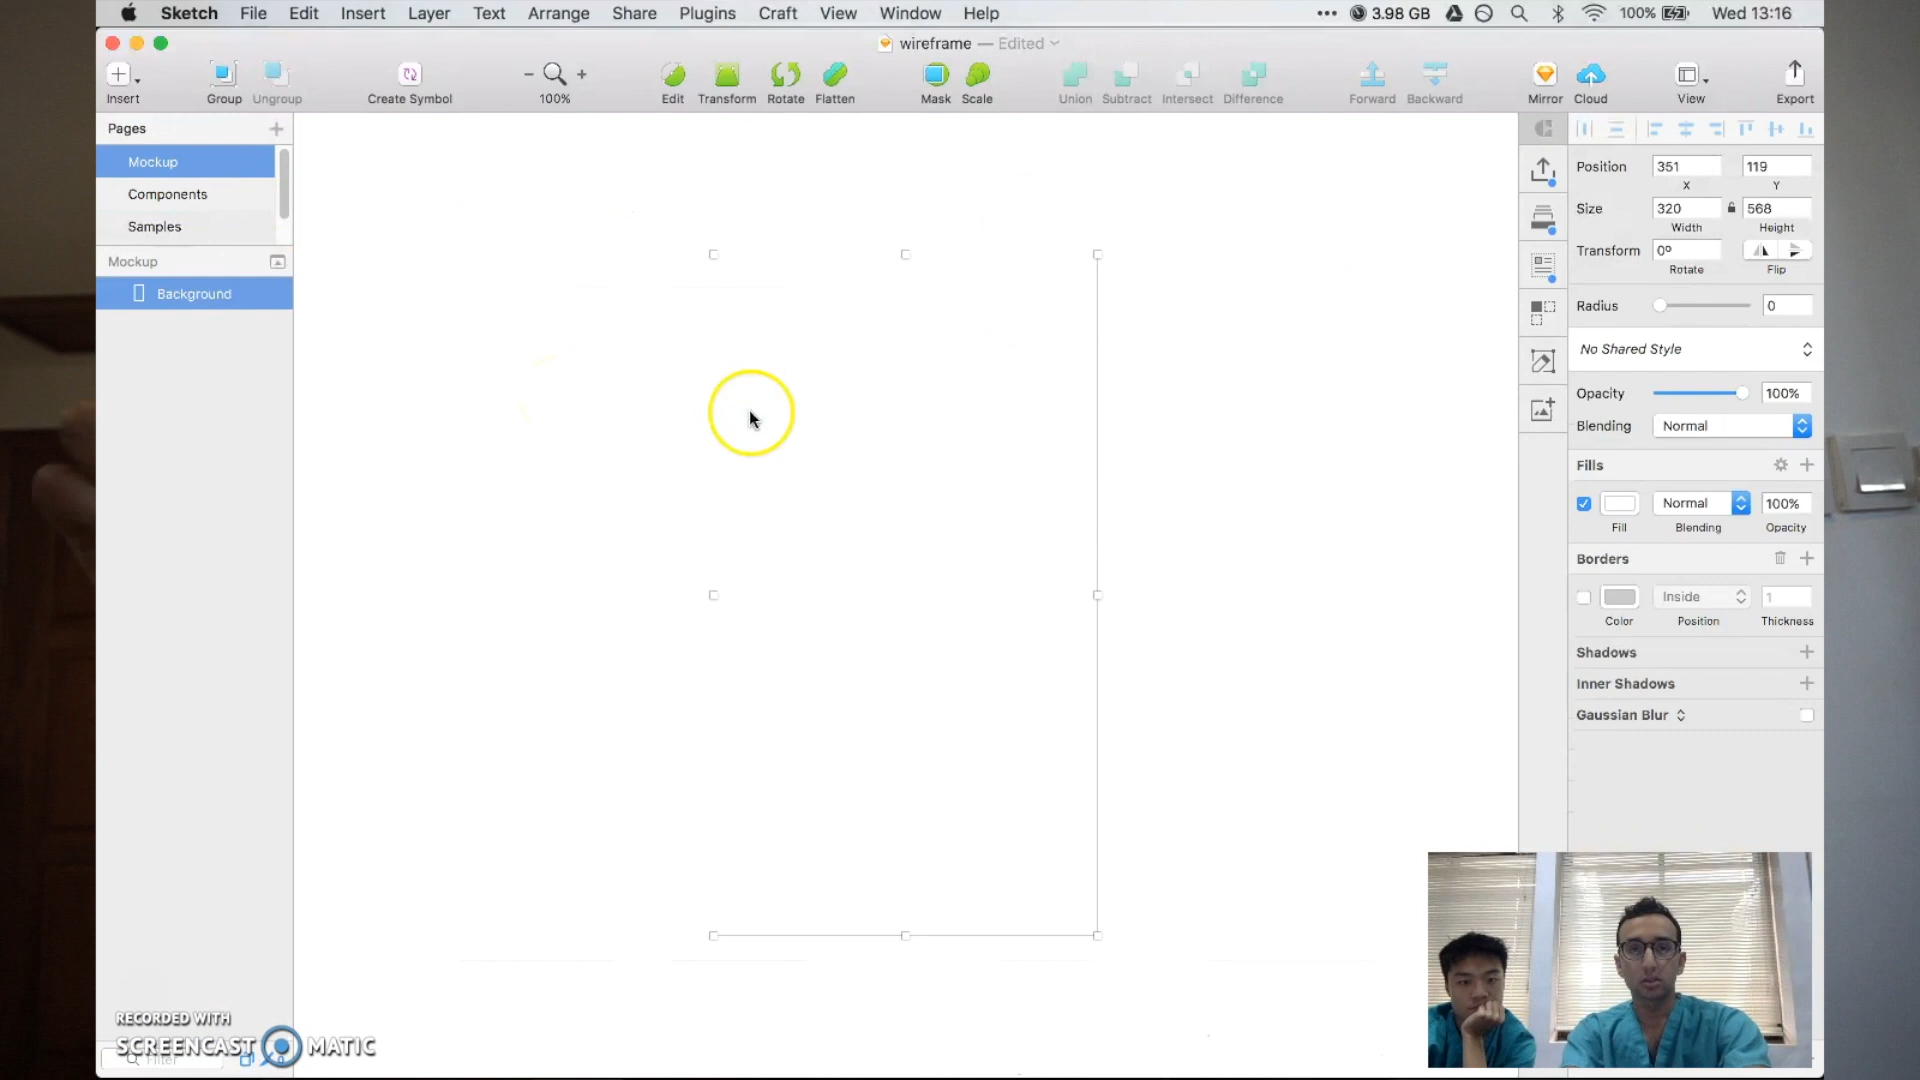 Sketch File Edit Insert Layer Text Arrange Share Plugins Craft View Window Help ••• 3.98 GB 100% Wed 13:16
wireframe — Edited
Insert Group Ungroup Create Symbol 100% Edit Transform Rotate Flatten Mask Scale Union Subtract Intersect Difference Forward Backward Mirror Cloud View Export
Pages
Mockup
Components
Samples
Mockup
Background
Position 351 119
X Y
Size 320 568
Width Height
Transform 0º
Rotate Flip
Radius 0
No Shared Style
Opacity 100%
Blending Normal
Fills
Normal 100%
Fill Blending Opacity
Borders
Inside 1
Color Position Thickness
Shadows
Inner Shadows
Gaussian Blur
RECORDED WITH
SCREENCAST MATIC
Filter